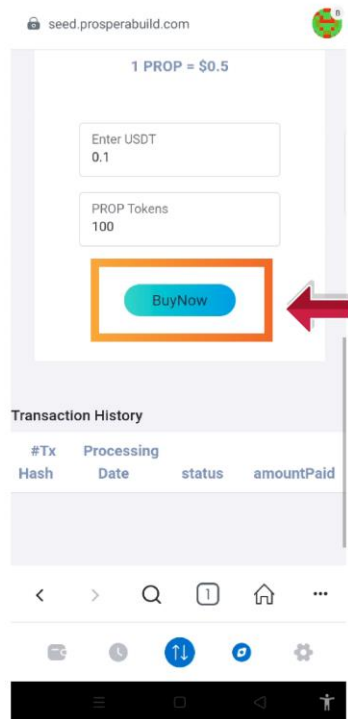 seed.prosperabuild.com
8
1 PROP = $0.5
Enter USDT
0.1
PROP Tokens
100
BuyNow
Transaction History
#Tx Hash Processing Date status amountPaid
1